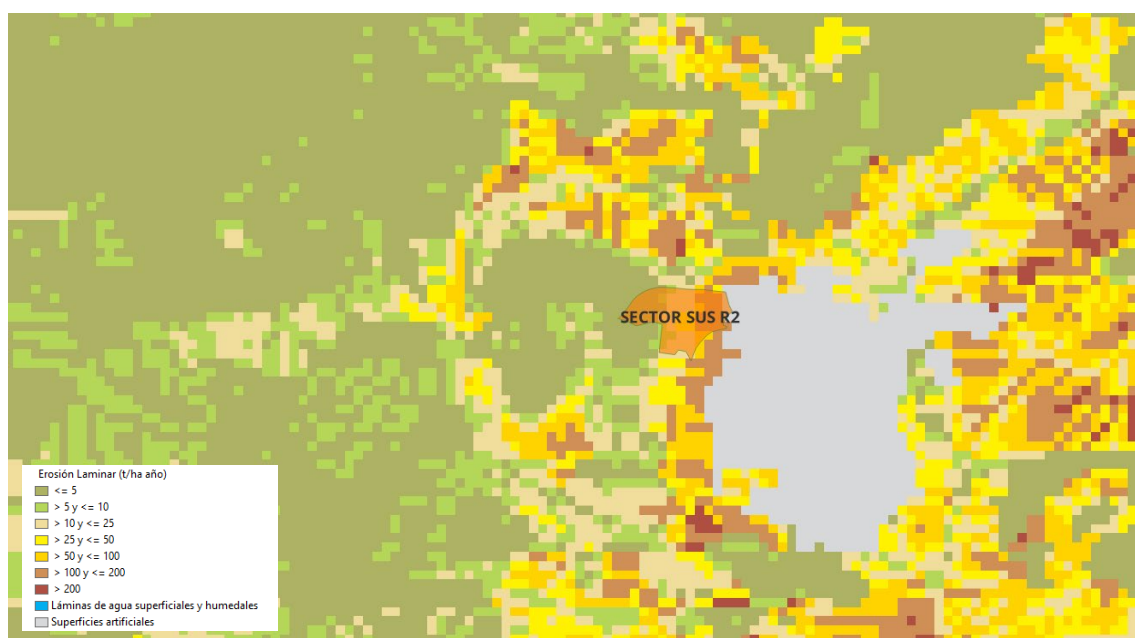 SECTOR SUS R2
Erosión Laminar (t/ha año)
<= 5
> 5 y <= 10
> 10 y <= 25
> 25 y <= 50
> 50 y <= 100
> 100 y <= 200
> 200
Láminas de agua superficiales y humedales
Superficies artificiales